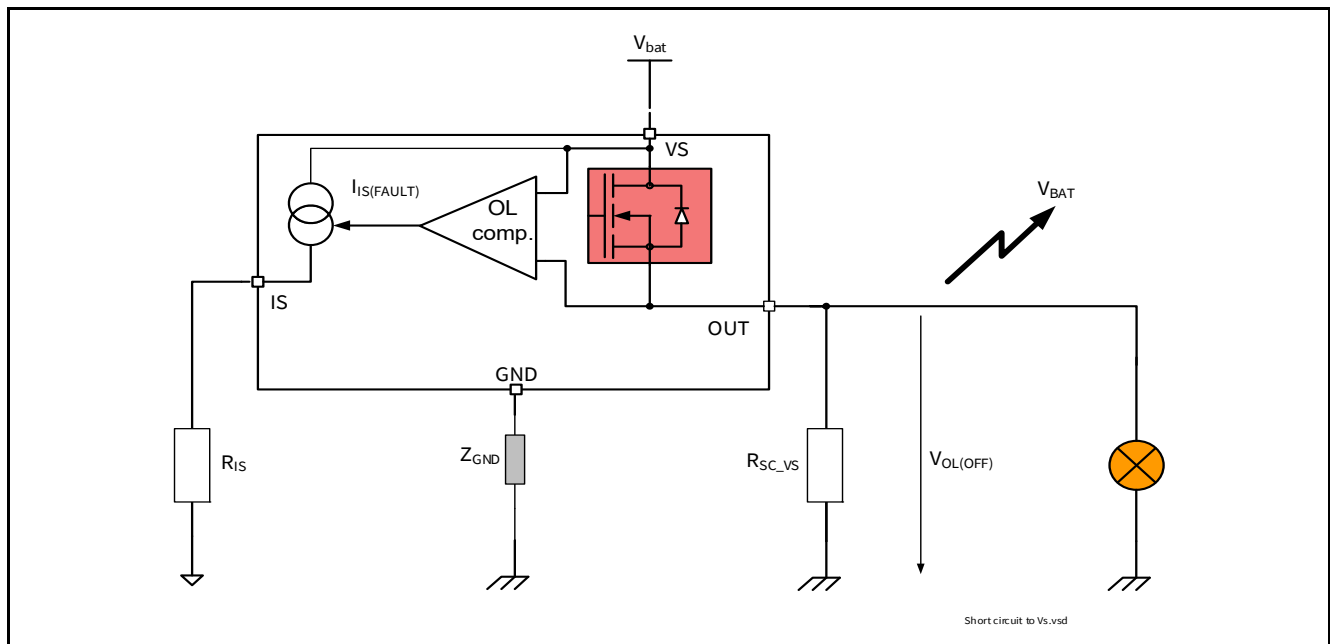 Vbat
VS
IIS(FAULT)
OL
comp.
VBAT
IS
OUT
GND
RIS
ZGND
RSC_VS
VOL(OFF)
Short circuit to Vs.vsd